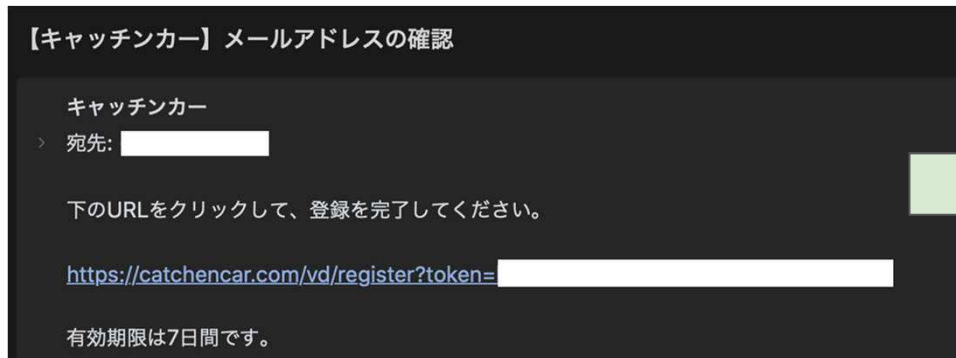 【キャッチンカー】メールアドレスの確認
キャッチンカー
宛先:
下のURLをクリックして、登録を完了してください。
https://catchencar.com/vd/register?token=
有効期限は7日間です。